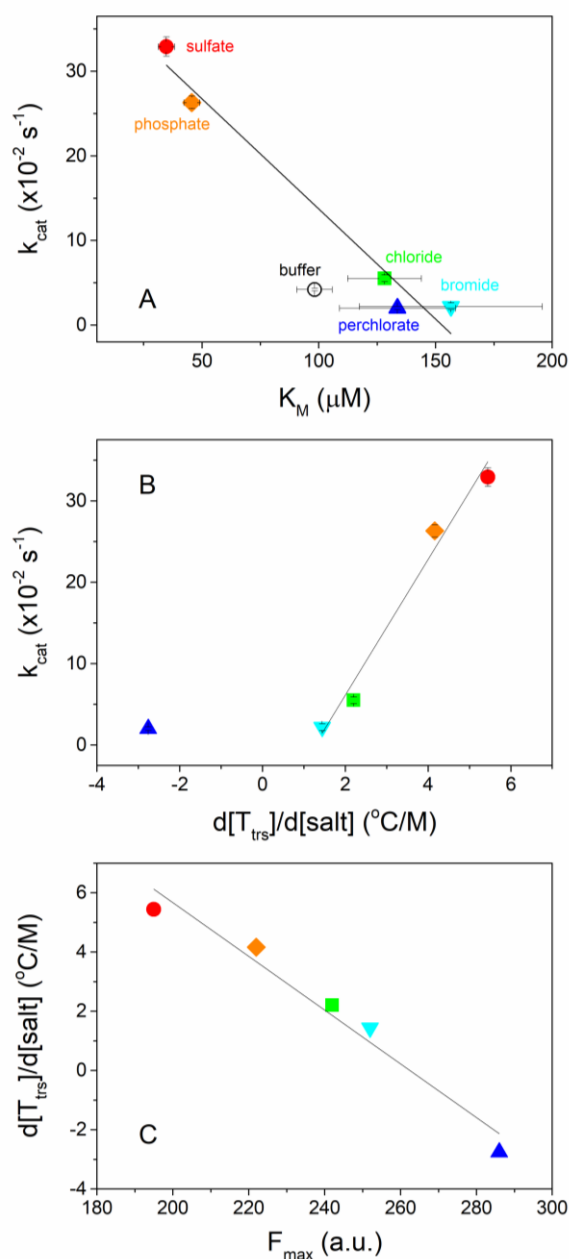 sulfate
30
phosphate
20
k_cat (x10^-2 s^-1)
10
chloride
buffer
bromide
A
0
perchlorate
50 100 150 200
K_M (μM)
B
30
20
k_cat (x10^-2 s^-1)
10
0
-4 -2 0 2 4 6
d[T_trs]/d[salt] (°C/M)
6
4
d[T_trs]/d[salt] (°C/M)
2
0
-2
C
-4
180 200 220 240 260 280 300
F_max (a.u.)